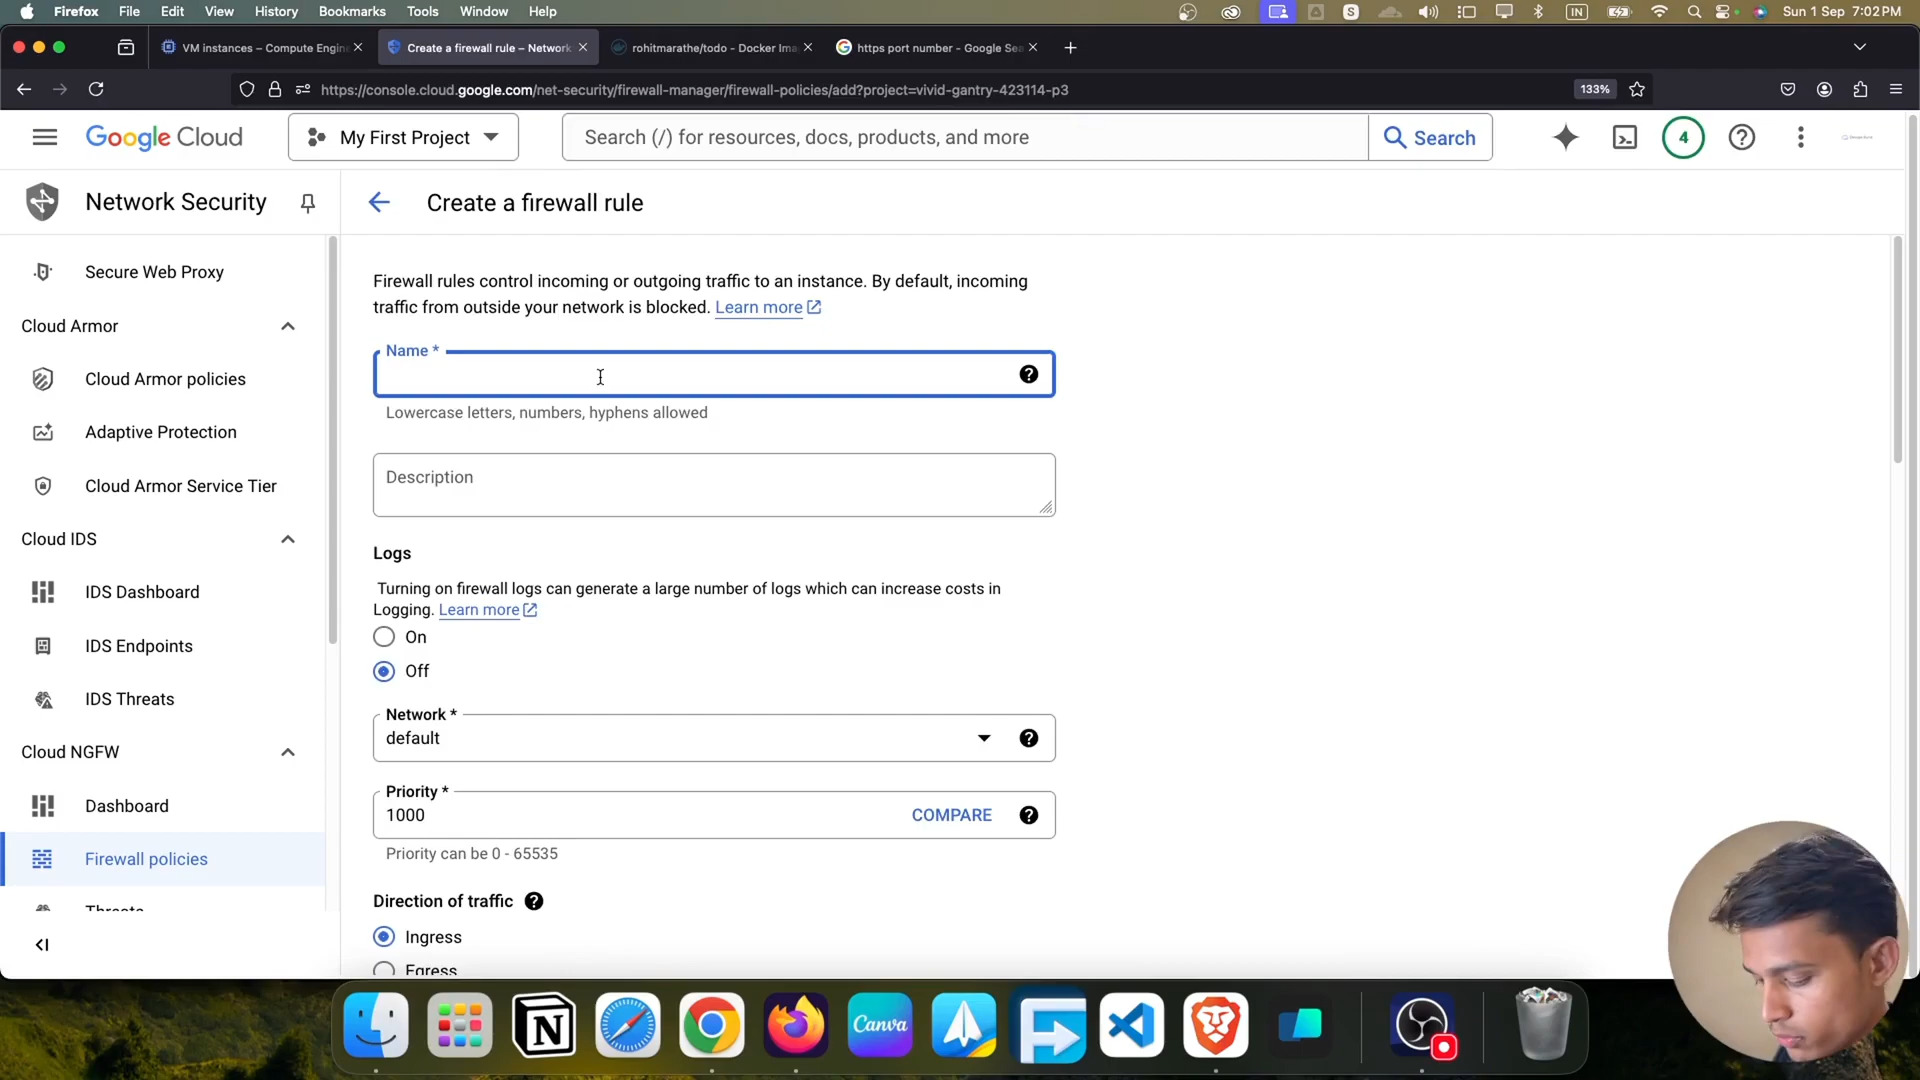 Firefox File Edit View History Bookmarks Tools Window Help
S IN Sun 1 Sep 7:02 PM
VM instances – Compute Engin
Create a firewall rule – Network
rohitmarathe/todo - Docker Ima
https port number - Google Sea
https://console.cloud.google.com/net-security/firewall-manager/firewall-policies/add?project=vivid-gantry-423114-p3
133%
Google Cloud
My First Project
Search (/) for resources, docs, products, and more
Search
4
Network Security
Create a firewall rule
Secure Web Proxy
Cloud Armor
Cloud Armor policies
Adaptive Protection
Cloud Armor Service Tier
Cloud IDS
IDS Dashboard
IDS Endpoints
IDS Threats
Cloud NGFW
Dashboard
Firewall policies
Threats
Firewall rules control incoming or outgoing traffic to an instance. By default, incoming
traffic from outside your network is blocked. Learn more
Name *
Lowercase letters, numbers, hyphens allowed
Description
Logs
Turning on firewall logs can generate a large number of logs which can increase costs in
Logging. Learn more
On
Off
Network *
default
Priority *
1000
COMPARE
Priority can be 0 - 65535
Direction of traffic
Ingress
Egress
Canva